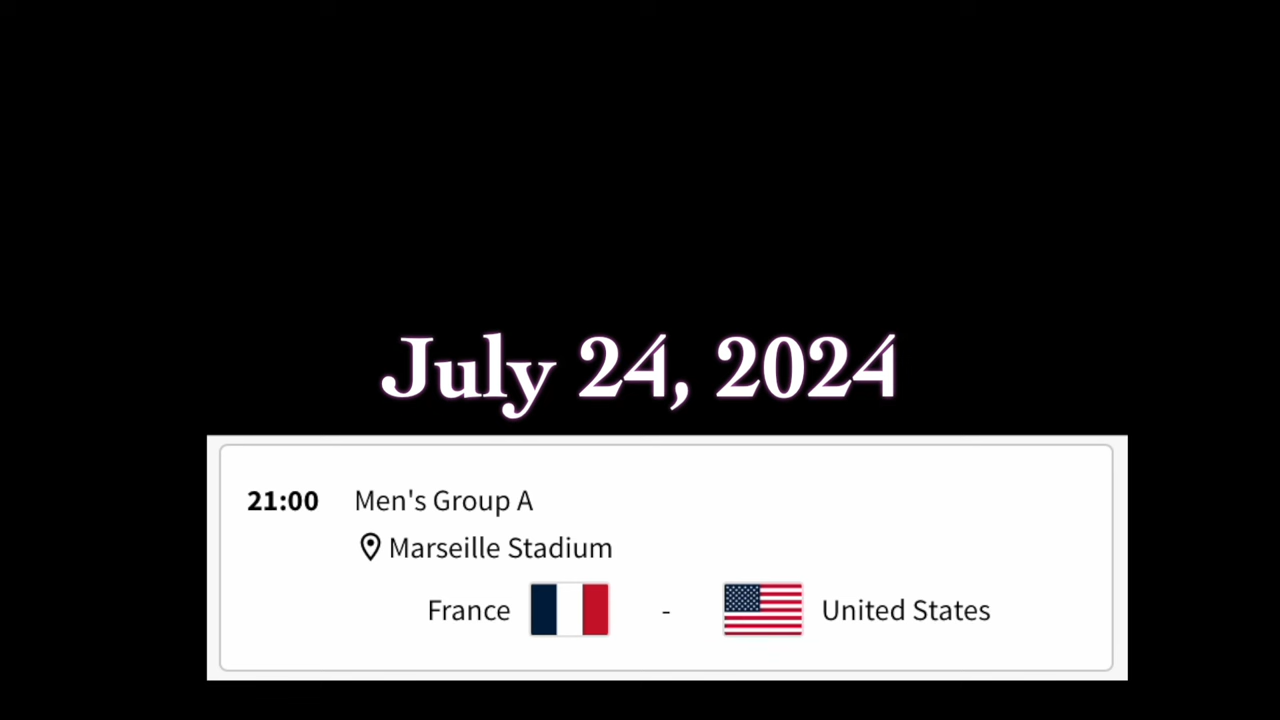 July 24, 2024
21:00 Men's Group A
Marseille Stadium
France - United States